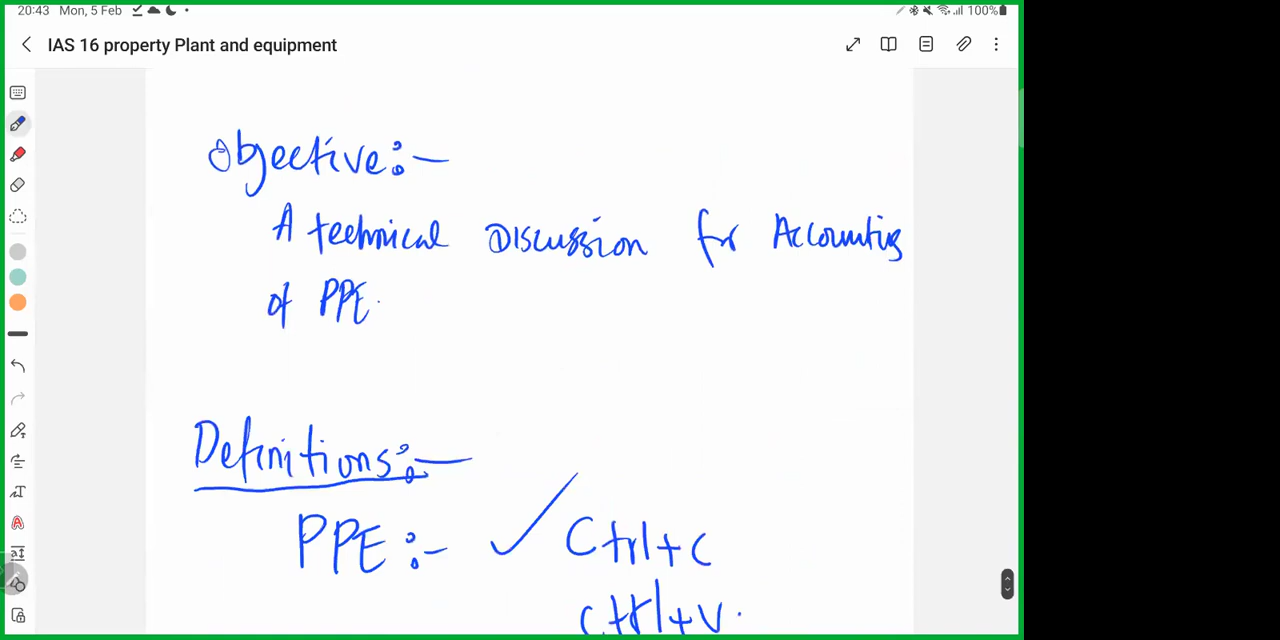 20:43 Mon, 5 Feb 100%
IAS 16 property Plant and equipment
Objective:-
A technical Discussion for Accounting
of PPE.
Definitions:-
PPE:- ✓ Ctrl+C
Ctrl+V.